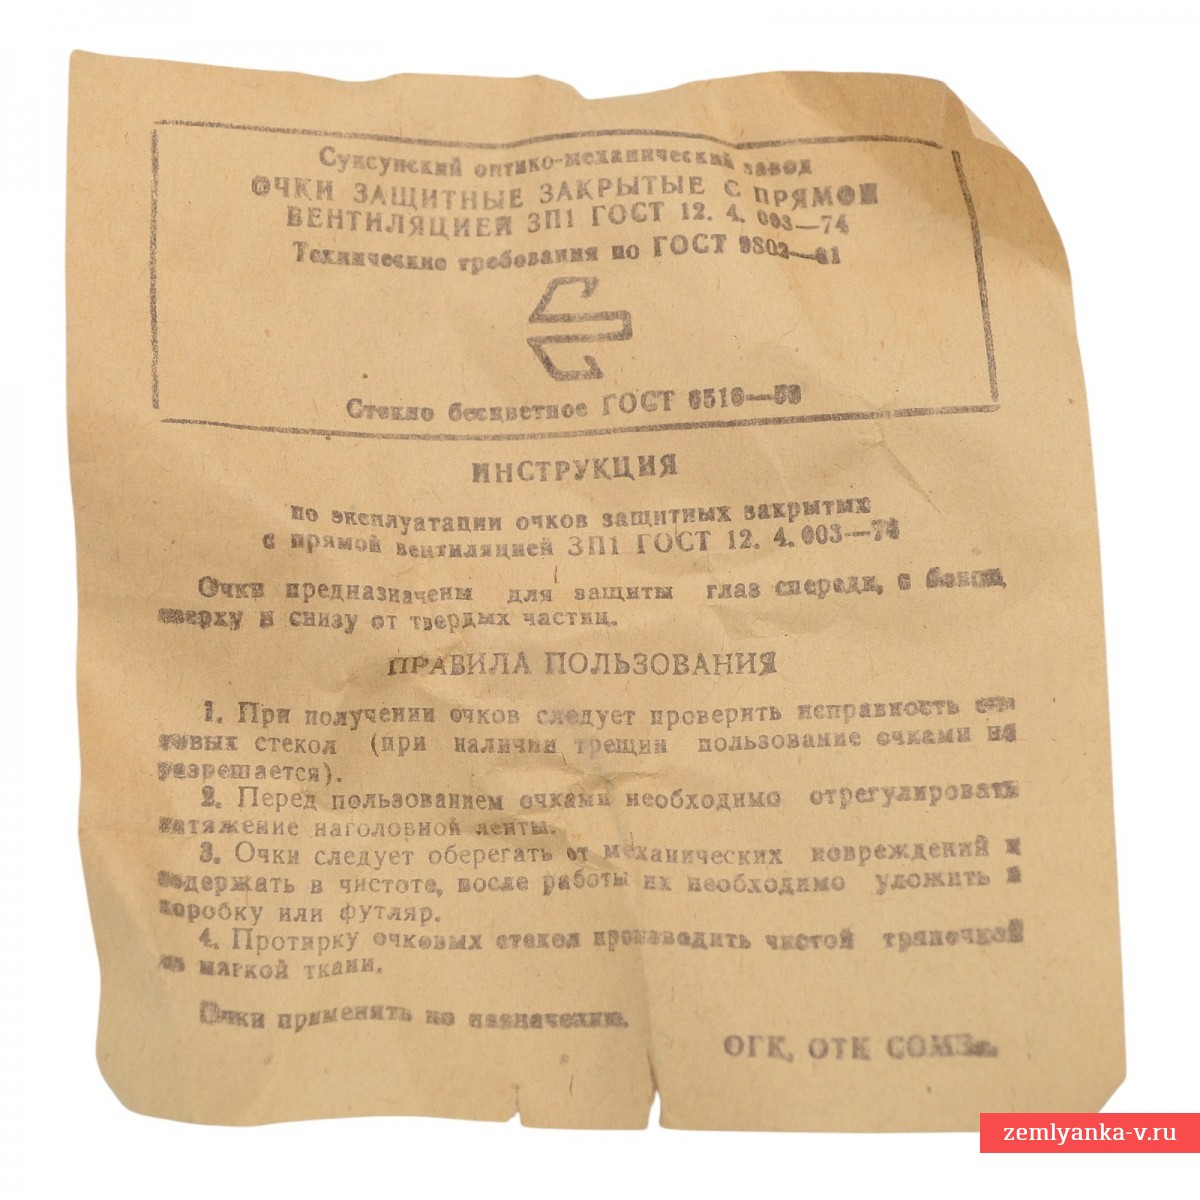 Суксунский оптико-механический завод
ОЧКИ ЗАЩИТНЫЕ ЗАКРЫТЫЕ С ПРЯМОЙ
ВЕНТИЛЯЦИЕЙ ЗП1 ГОСТ 12. 4. 003—74
Технические требования по ГОСТ 9802—61
Стекло бесцветное ГОСТ
ИНСТРУКЦИЯ
по эксплуатации очков защитных закрытых
с прямой вентиляцией ЗП1 ГОСТ 12. 4. 003—74
Очки предназначены для защиты глаз спереди, с боков,
сверху и снизу от твердых частиц.
ПРАВИЛА ПОЛЬЗОВАНИЯ
1. При получении очков следует проверить исправность
стекол (при наличии трещин пользование очками не
разрешается).
2. Перед пользованием очками необходимо отрегулировать
натяжение наголовной ленты.
3. Очки следует оберегать от механических повреждений и
содержать в чистоте, после работы их необходимо уложить в
коробку или футляр.
4. Протирку очковых стекол производить чистой тряпочкой
из мягкой ткани.
Очки применять по назначению.
ОГК, ОТК СОМЗа.
zemlyanka-v.ru